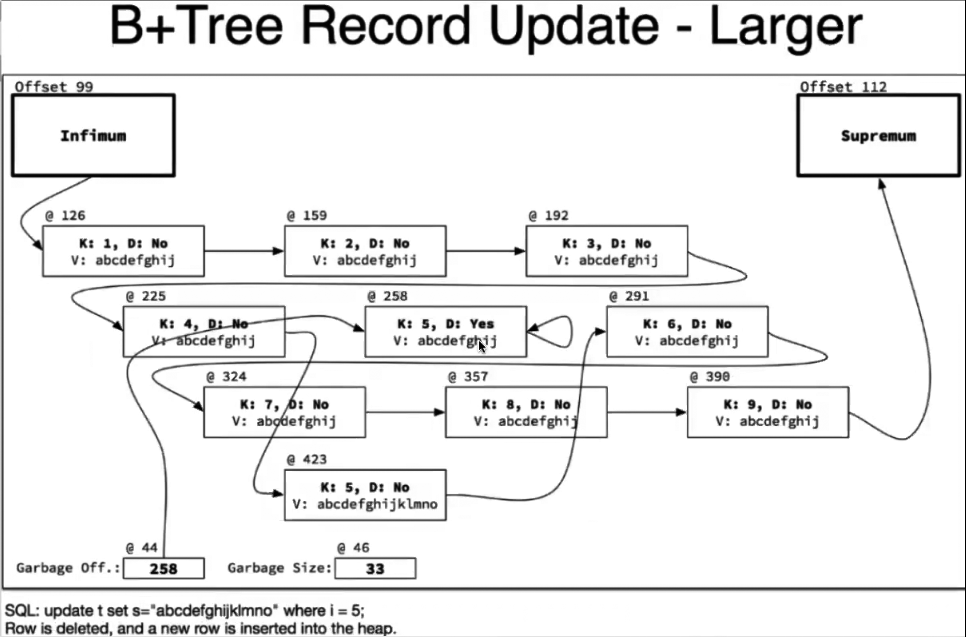 B+Tree Record Update - Larger
Offset 99
Offset 112
Infimum
Supremum
@ 126
@ 159
@ 192
K: 1, D: No
V: abcdefghij
K: 2, D: No
V: abcdefghij
K: 3, D: No
V: abcdefghij
@ 225
@ 258
@ 291
K: 4, D: No
V: abcdefghij
K: 5, D: Yes
V: abcdefghij
K: 6, D: No
V: abcdefghij
@ 324
@ 357
@ 390
K: 7, D: No
V: abcdefghij
K: 8, D: No
V: abcdefghij
K: 9, D: No
V: abcdefghij
@ 423
K: 5, D: No
V: abcdefghijklmno
@ 44
@ 46
Garbage Off.: 258
Garbage Size: 33
SQL: update t set s="abcdefghijklmno" where i = 5;
Row is deleted, and a new row is inserted into the heap.